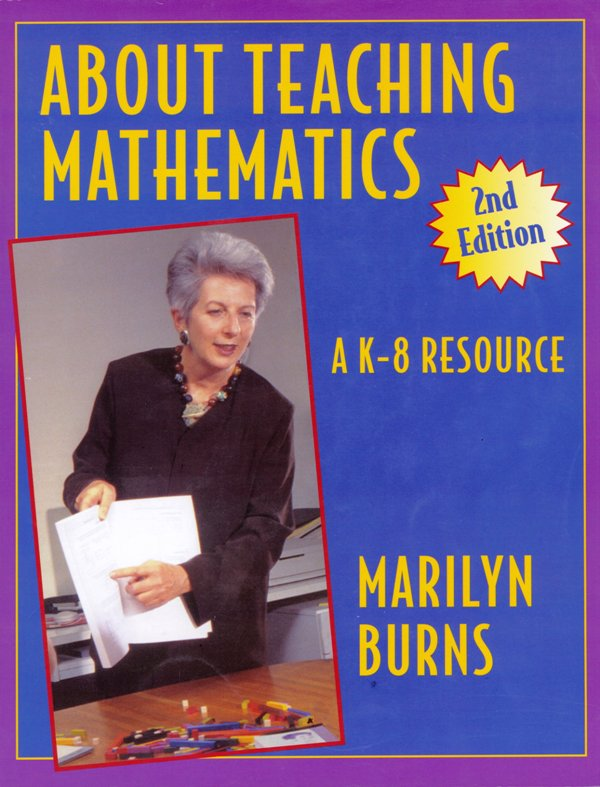 ABOUT TEACHING
MATHEMATICS
2nd
Edition
A K-8 RESOURCE
MARILYN
BURNS